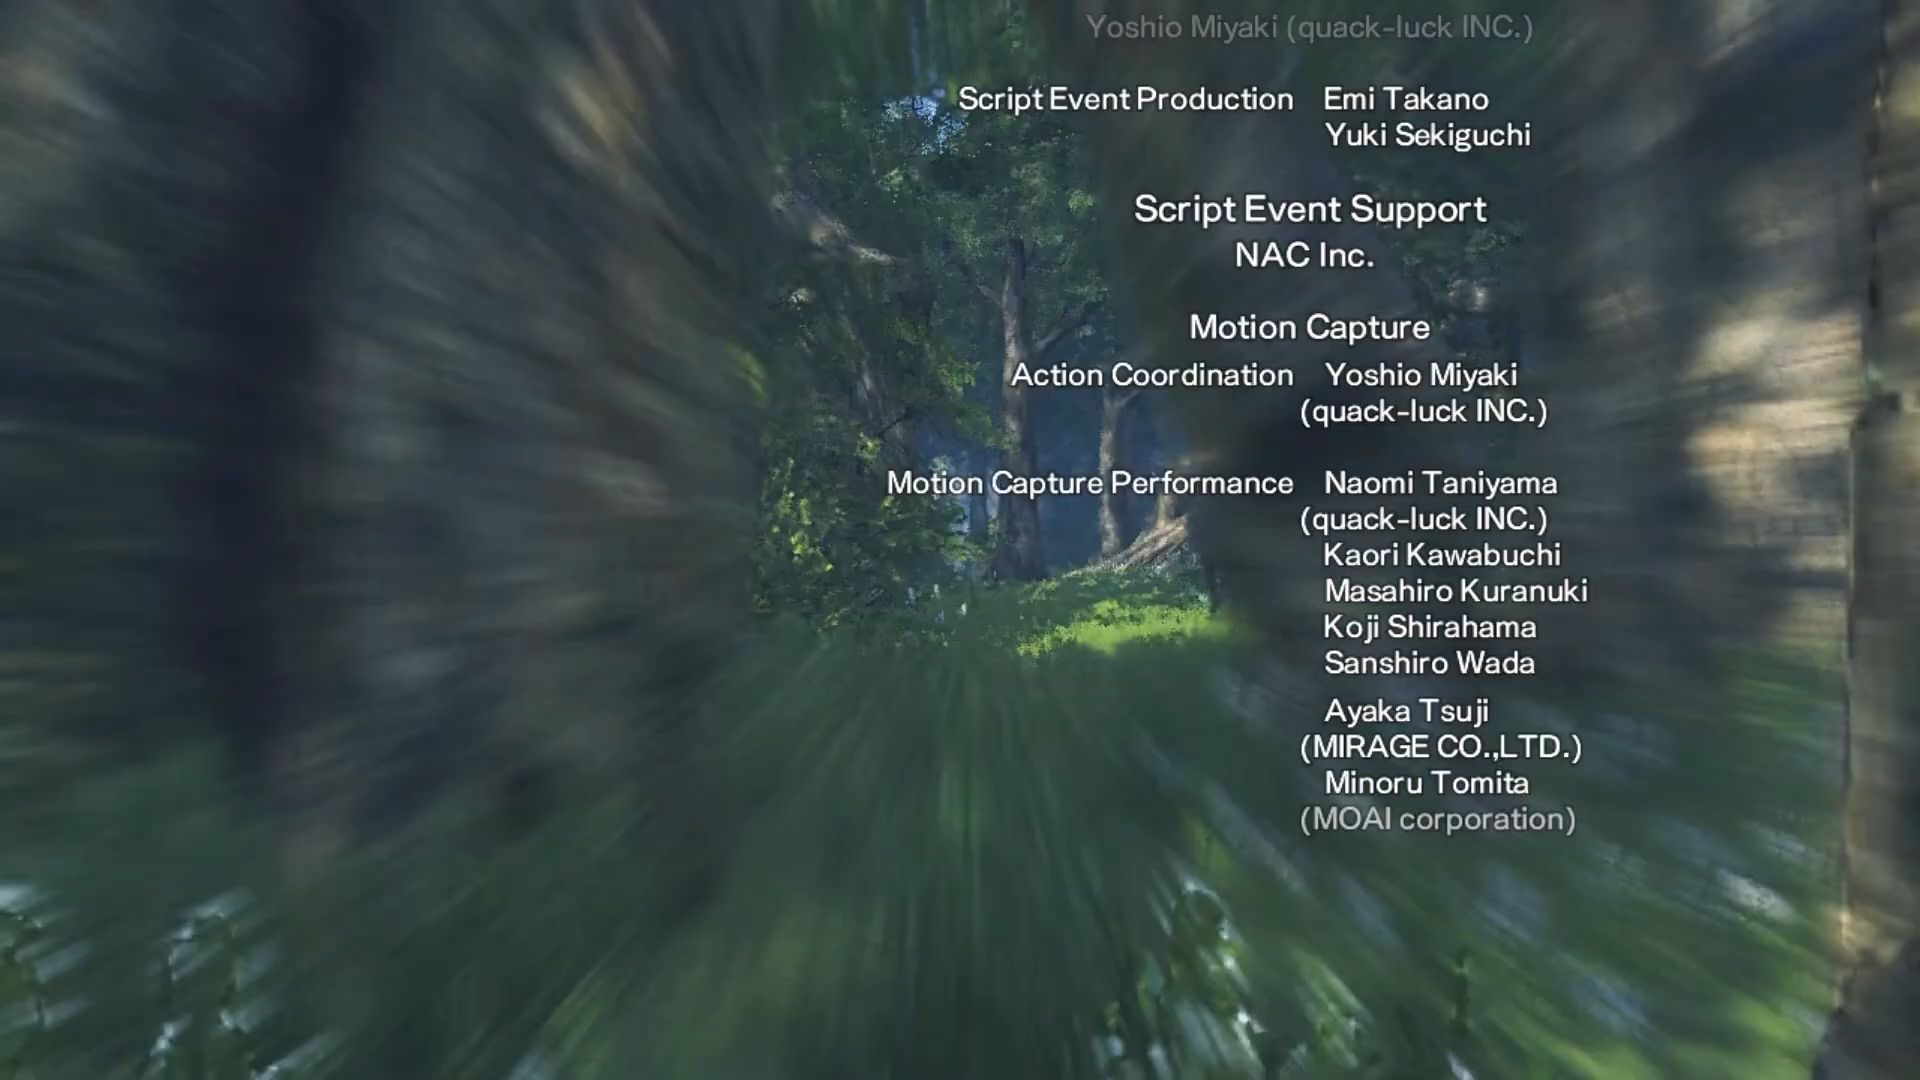 Yoshio Miyaki (quack-luck INC.)
Script Event Production Emi Takano
Yuki Sekiguchi
Script Event Support
NAC Inc.
Motion Capture
Action Coordination Yoshio Miyaki
(quack-luck INC.)
Motion Capture Performance Naomi Taniyama
(quack-luck INC.)
Kaori Kawabuchi
Masahiro Kuranuki
Koji Shirahama
Sanshiro Wada
Ayaka Tsuji
(MIRAGE CO.,LTD.)
Minoru Tomita
(MOAI corporation)